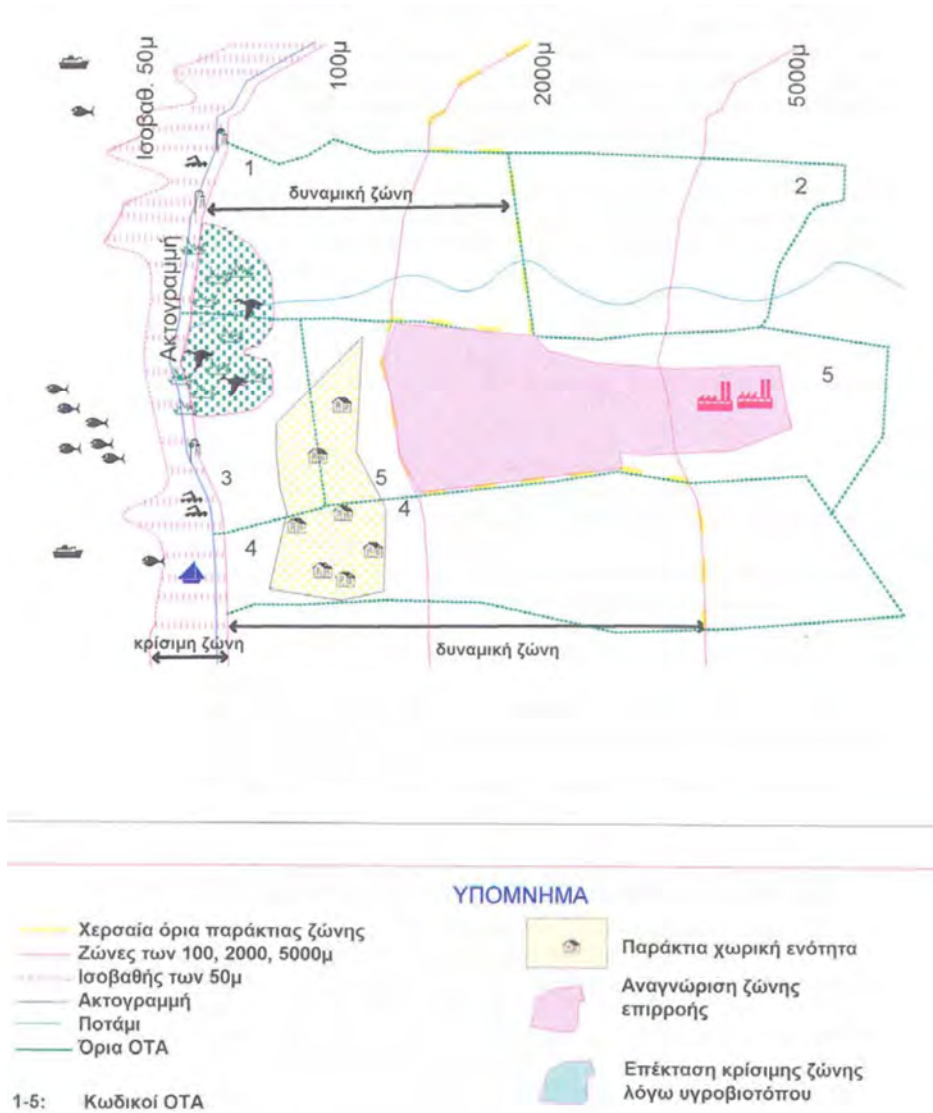 Ισοβαθ. 50μ
100μ
2000μ
5000μ
Ακτογραμμή
1
2
δυναμική ζώνη
3
5
5
4
4
κρίσιμη ζώνη
δυναμική ζώνη
ΥΠΟΜΝΗΜΑ
Χερσαία όρια παράκτιας ζώνης
Ζώνες των 100, 2000, 5000μ
Ισοβαθής των 50μ
Ακτογραμμή
Ποτάμι
Όρια ΟΤΑ
1-5: Κωδικοί ΟΤΑ
Παράκτια χωρική ενότητα
Αναγνώριση ζώνης
επιρροής
Επέκταση κρίσιμης ζώνης
λόγω υγροβιοτόπου